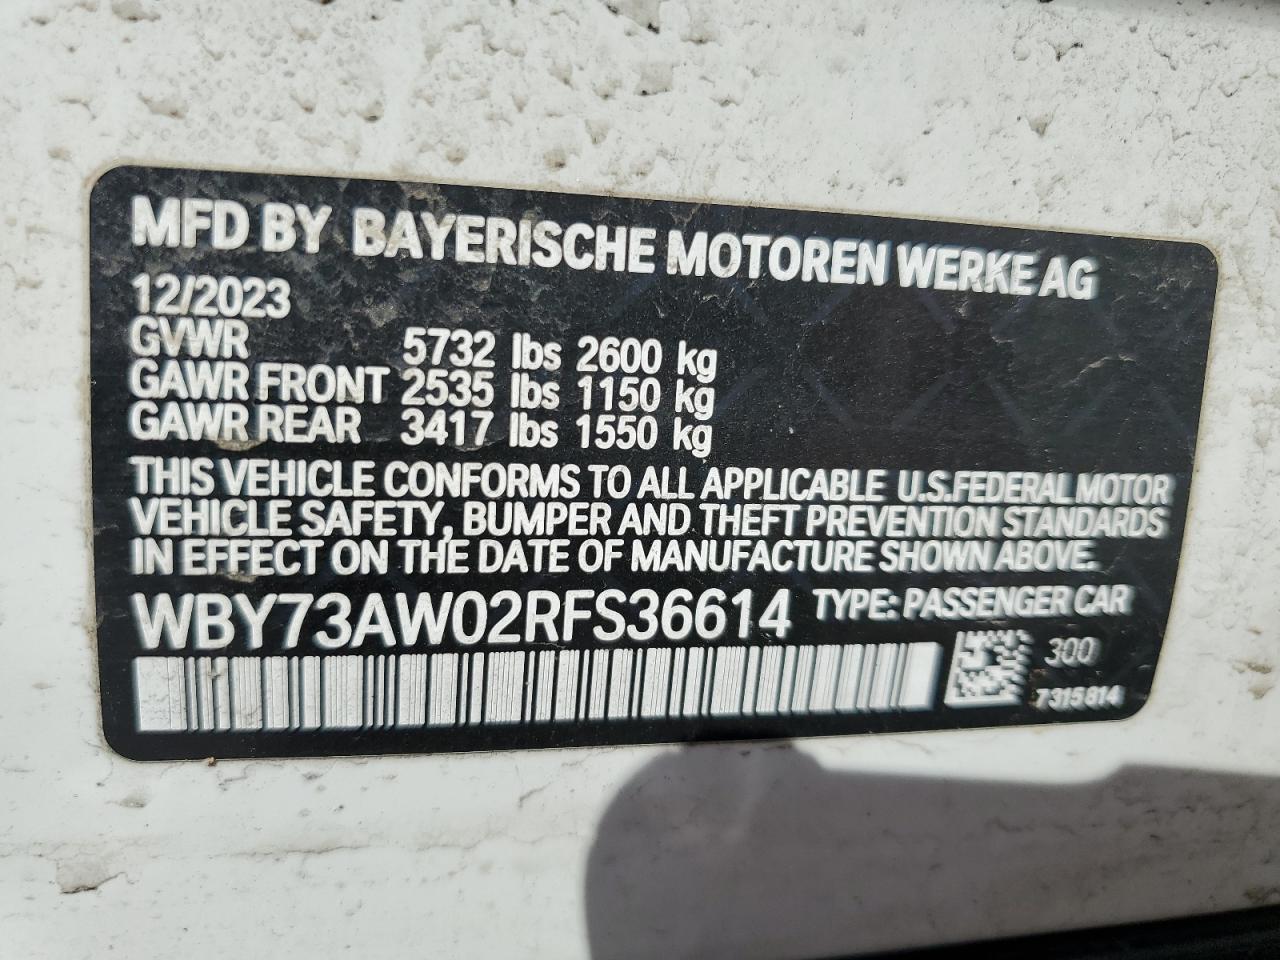 MFD BY BAYERISCHE MOTOREN WERKE AG
12/2023
GVWR 5732 lbs 2600 kg
GAWR FRONT 2535 lbs 1150 kg
GAWR REAR 3417 lbs 1550 kg
THIS VEHICLE CONFORMS TO ALL APPLICABLE U.S.FEDERAL MOTOR
VEHICLE SAFETY, BUMPER AND THEFT PREVENTION STANDARDS
IN EFFECT ON THE DATE OF MANUFACTURE SHOWN ABOVE.
WBY73AW02RFS36614 TYPE: PASSENGER CAR
300
7315814